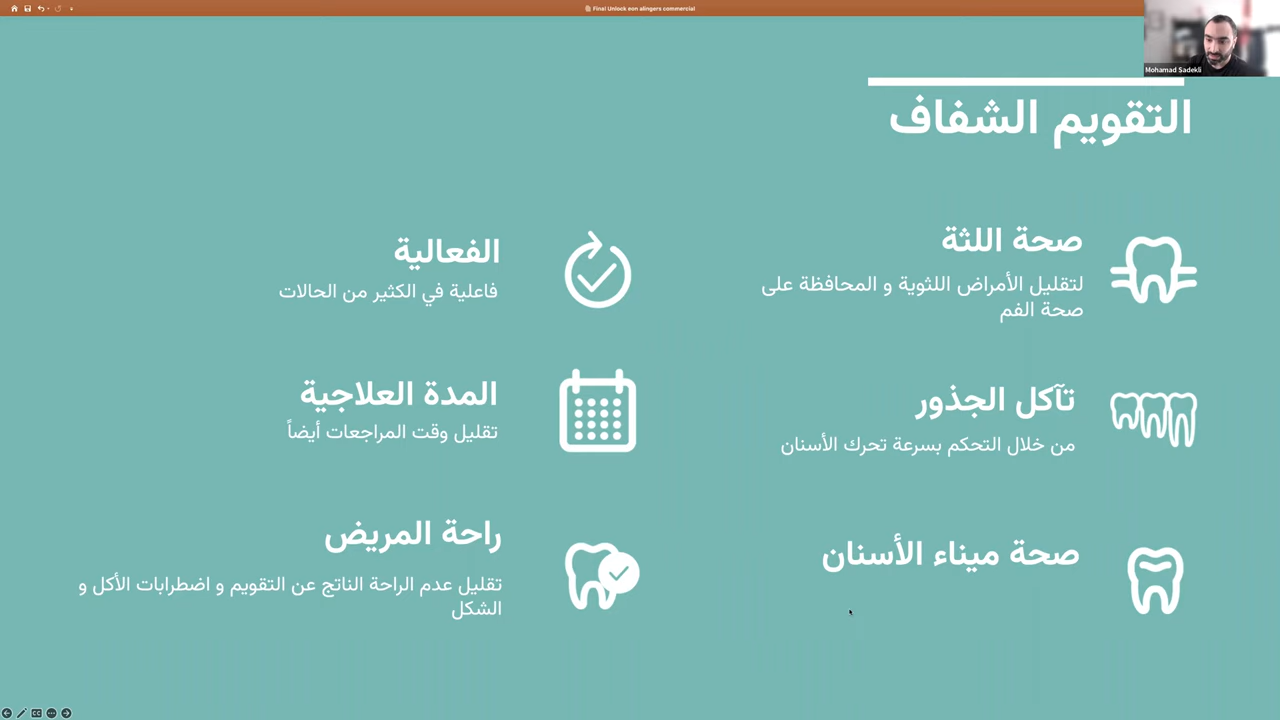 Final Unlock eon alingers commercial
Mohamad Sadekli
التقويم الشفاف
صحة اللثة
لتقليل الأمراض اللثوية و المحافظة على
صحة الفم
تآكل الجذور
من خلال التحكم بسرعة تحرك الأسنان
صحة ميناء الأسنان
الفعالية
فاعلية في الكثير من الحالات
المدة العلاجية
تقليل وقت المراجعات أيضاً
راحة المريض
تقليل عدم الراحة الناتج عن التقويم و اضطرابات الأكل و
الشكل